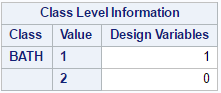 Class Level Information
Class Value Design Variables
BATH 1 1
2 0